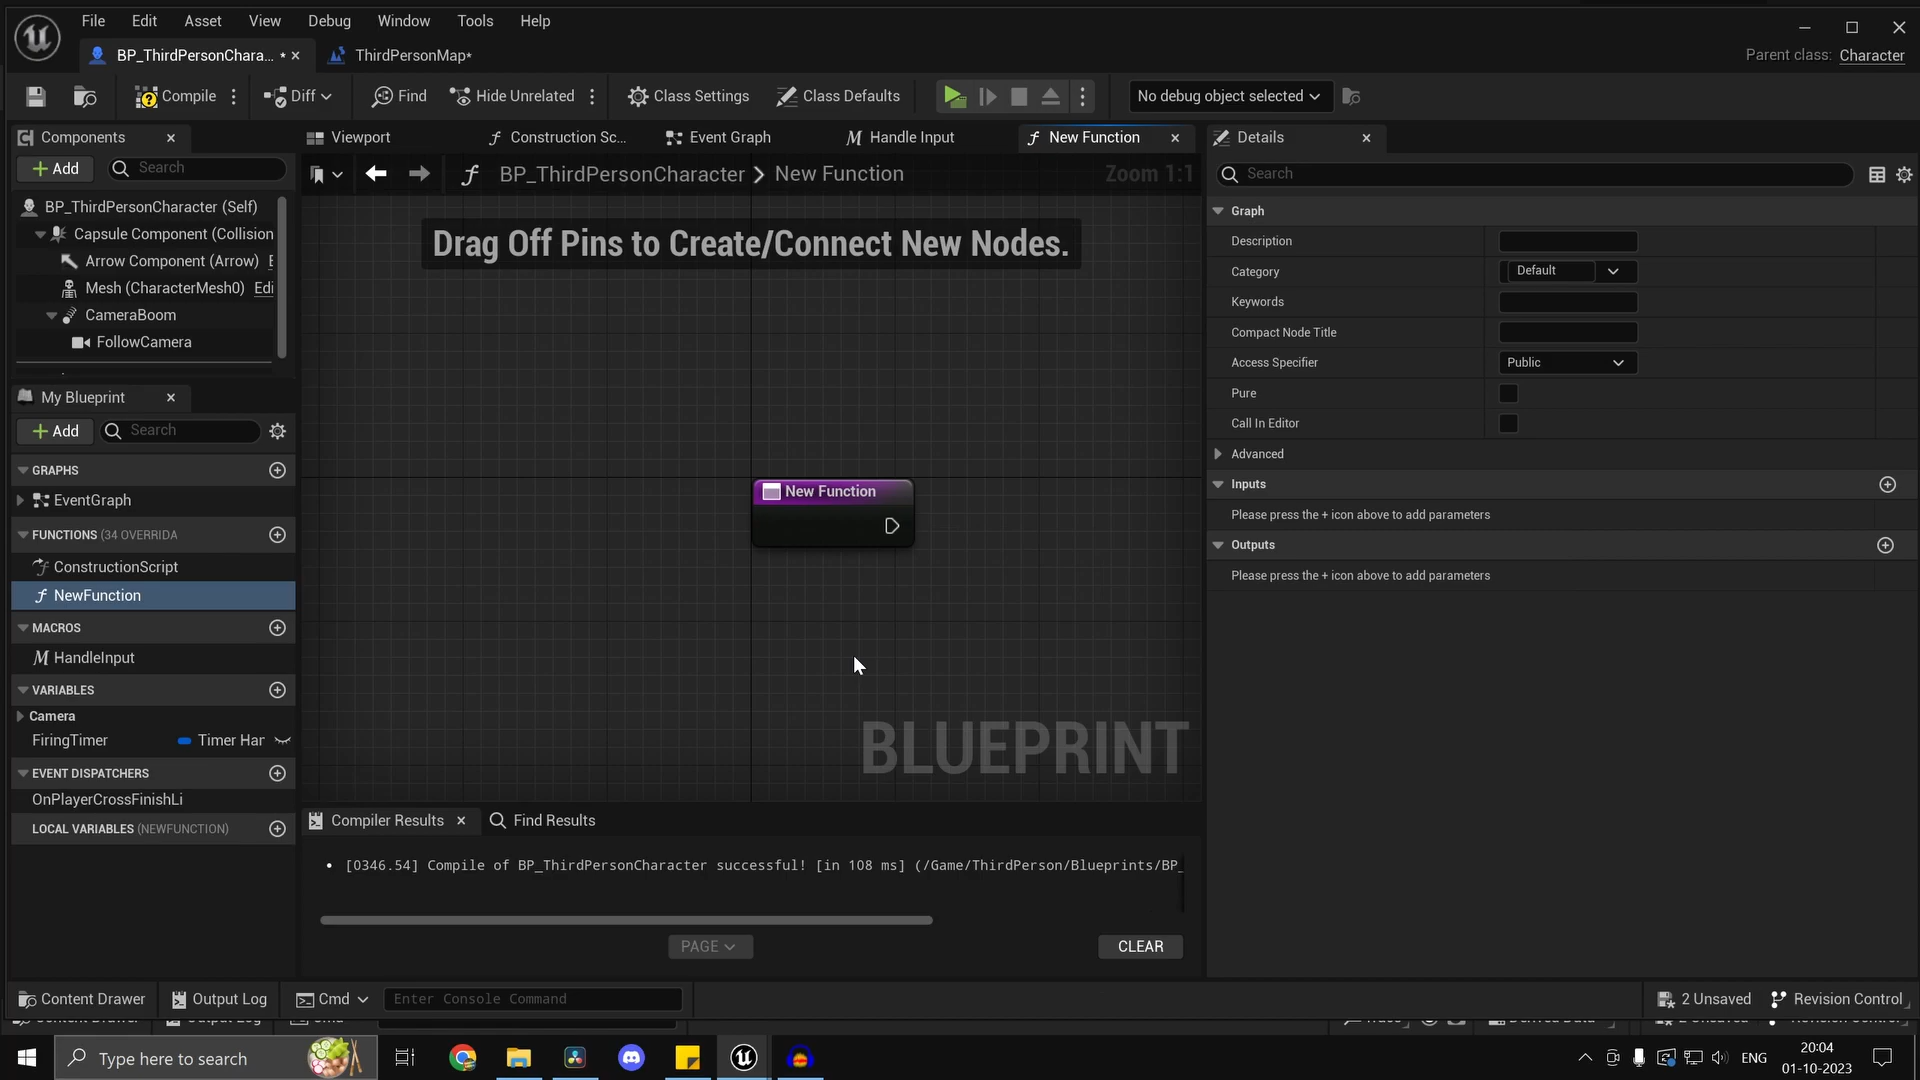 File Edit Asset View Debug Window Tools Help
BP_ThirdPersonChara... *
ThirdPersonMap*
Parent class: Character
Compile
Diff
Find
Hide Unrelated
Class Settings
Class Defaults
No debug object selected
Components
Add
Search
BP_ThirdPersonCharacter (Self)
Capsule Component (Collision
Arrow Component (Arrow) E
Mesh (CharacterMesh0) Edi
CameraBoom
FollowCamera
My Blueprint
Add
Search
GRAPHS
EventGraph
FUNCTIONS (34 OVERRIDA
ConstructionScript
NewFunction
MACROS
HandleInput
VARIABLES
Camera
FiringTimer Timer Har
EVENT DISPATCHERS
OnPlayerCrossFinishLi
LOCAL VARIABLES (NEWFUNCTION)
Viewport
Construction Sc...
Event Graph
Handle Input
New Function
BP_ThirdPersonCharacter > New Function
Zoom 1:1
Drag Off Pins to Create/Connect New Nodes.
New Function
BLUEPRINT
Compiler Results
Find Results
[0346.54] Compile of BP_ThirdPersonCharacter successful! [in 108 ms] (/Game/ThirdPerson/Blueprints/BP_
PAGE
CLEAR
Details
Search
Graph
Description
Category Default
Keywords
Compact Node Title
Access Specifier Public
Pure
Call In Editor
Advanced
Inputs
Please press the + icon above to add parameters
Outputs
Please press the + icon above to add parameters
Content Drawer
Output Log
Cmd
Enter Console Command
2 Unsaved
Revision Control
Type here to search
ENG
20:04
01-10-2023